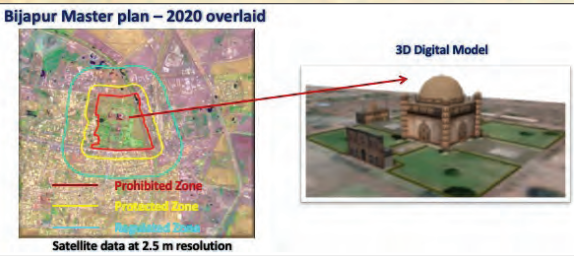 Bijapur Master plan – 2020 overlaid
3D Digital Model
Prohibited Zone
Protected Zone
Regulated Zone
Satellite data at 2.5 m resolution